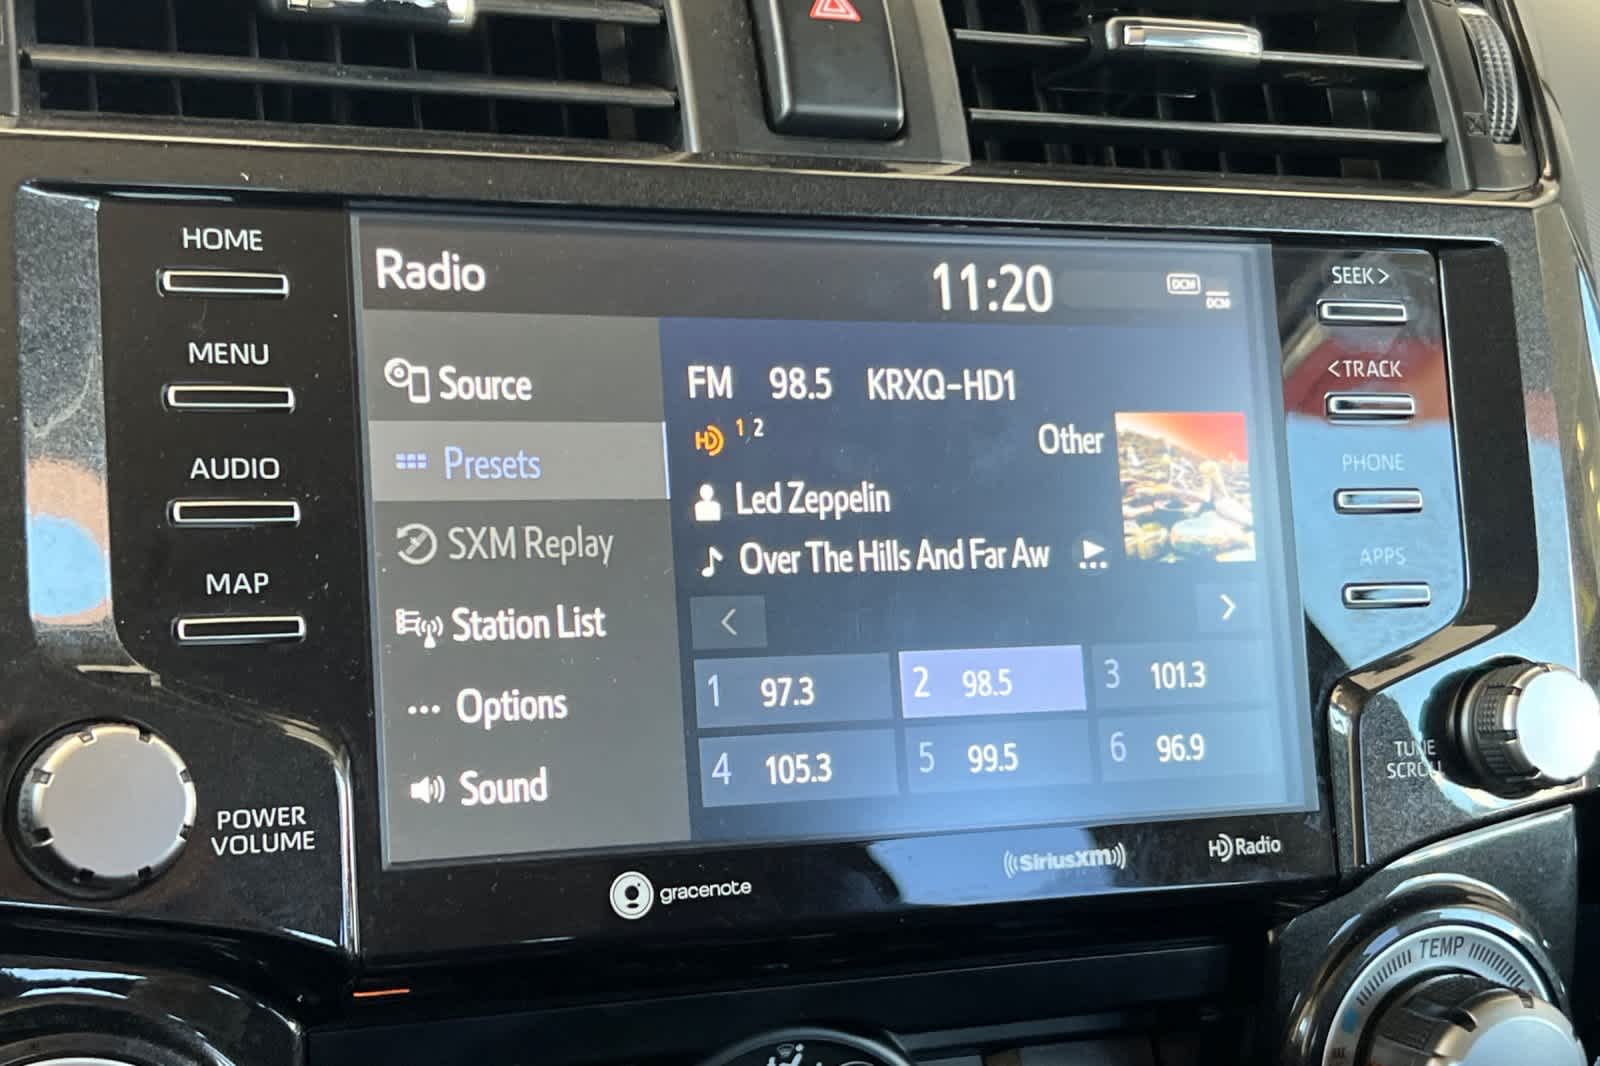 HOME
MENU
AUDIO
MAP
POWER
VOLUME
Radio
11:20
DCM
DCM
Source
Presets
SXM Replay
Station List
Options
Sound
FM 98.5 KRXQ-HD1
HD 1 2
Other
Led Zeppelin
Over The Hills And Far Aw
1 97.3
2 98.5
3 101.3
4 105.3
5 99.5
6 96.9
gracenote
((SiriusXM))
HD Radio
SEEK >
< TRACK
PHONE
APPS
TUNE
SCROLL
TEMP